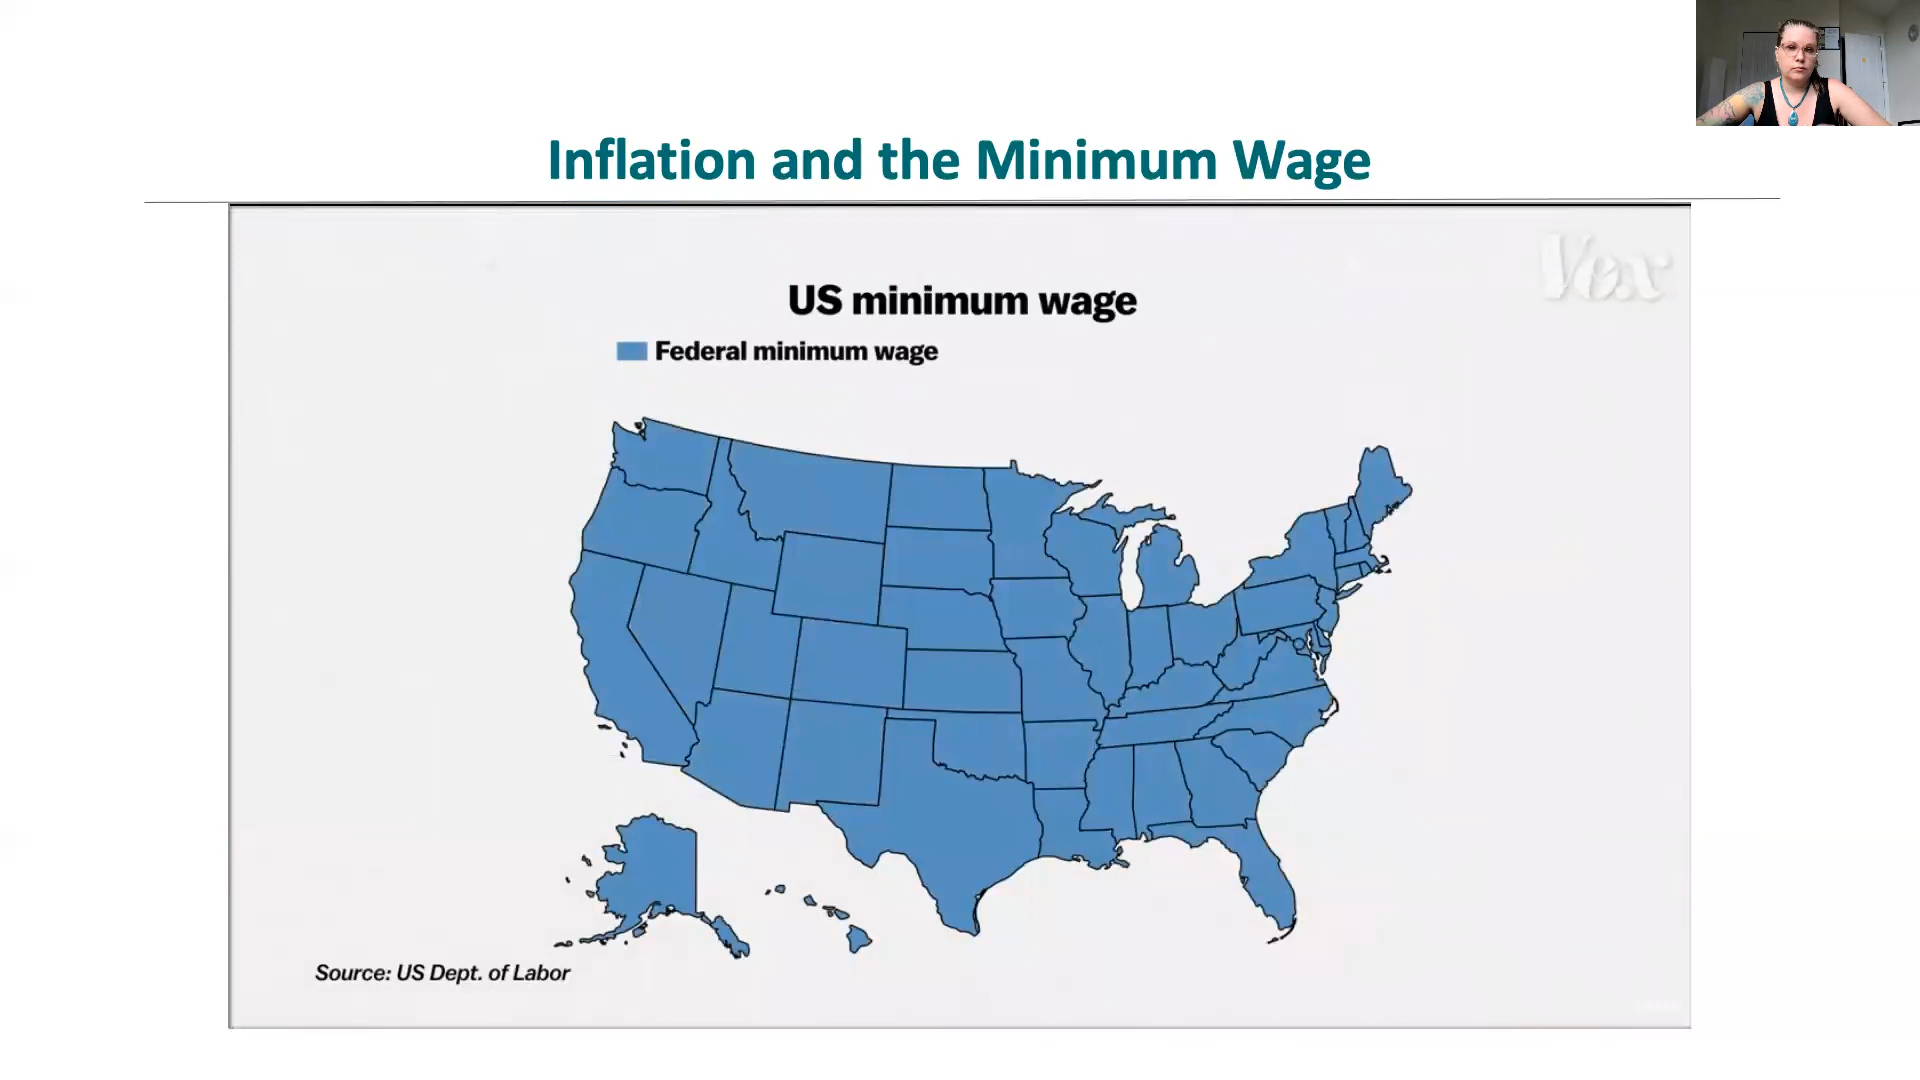 Inflation and the Minimum Wage
Vox
US minimum wage
Federal minimum wage
Source: US Dept. of Labor